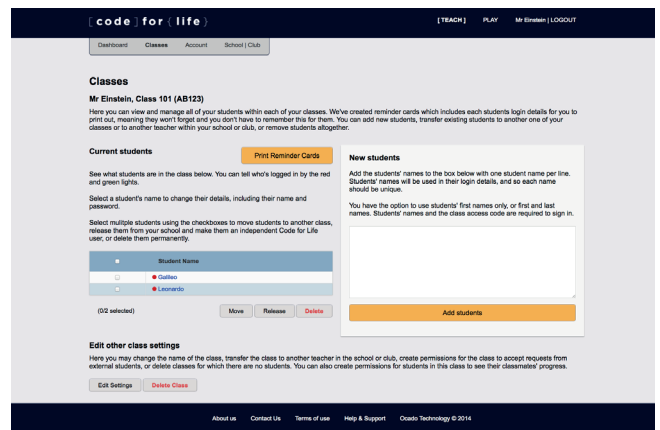 [code]for{life}
[TEACH] PLAY Mr Einstein | LOGOUT
Dashboard Classes Account School | Club
Classes
Mr Einstein, Class 101 (AB123)
Here you can view and manage all of your students within each of your classes. We've created reminder cards which includes each students login details for you to
print out, meaning they won't forget and you don't have to remember this for them. You can add new students, transfer existing students to another one of your
classes or to another teacher within your school or club, or remove students altogether.
Current students
Print Reminder Cards
See what students are in the class below. You can tell who's logged in by the red
and green lights.
Select a student's name to change their details, including their name and
password.
Select mulitple students using the checkboxes to move students to another class,
release them from your school and make them an independent Code for Life
user, or delete them permanently.
Student Name
Galileo
Leonardo
(0/2 selected)
Move Release Delete
New students
Add the students' names to the box below with one student name per line.
Students' names will be used in their login details, and so each name
should be unique.
You have the option to use students' first names only, or first and last
names. Students' names and the class access code are required to sign in.
Add students
Edit other class settings
Here you may change the name of the class, transfer the class to another teacher in the school or club, create permissions for the class to accept requests from
external students, or delete classes for which there are no students. You can also create permissions for students in this class to see their classmates' progress.
Edit Settings Delete Class
About us Contact Us Terms of use Help & Support Ocado Technology © 2014